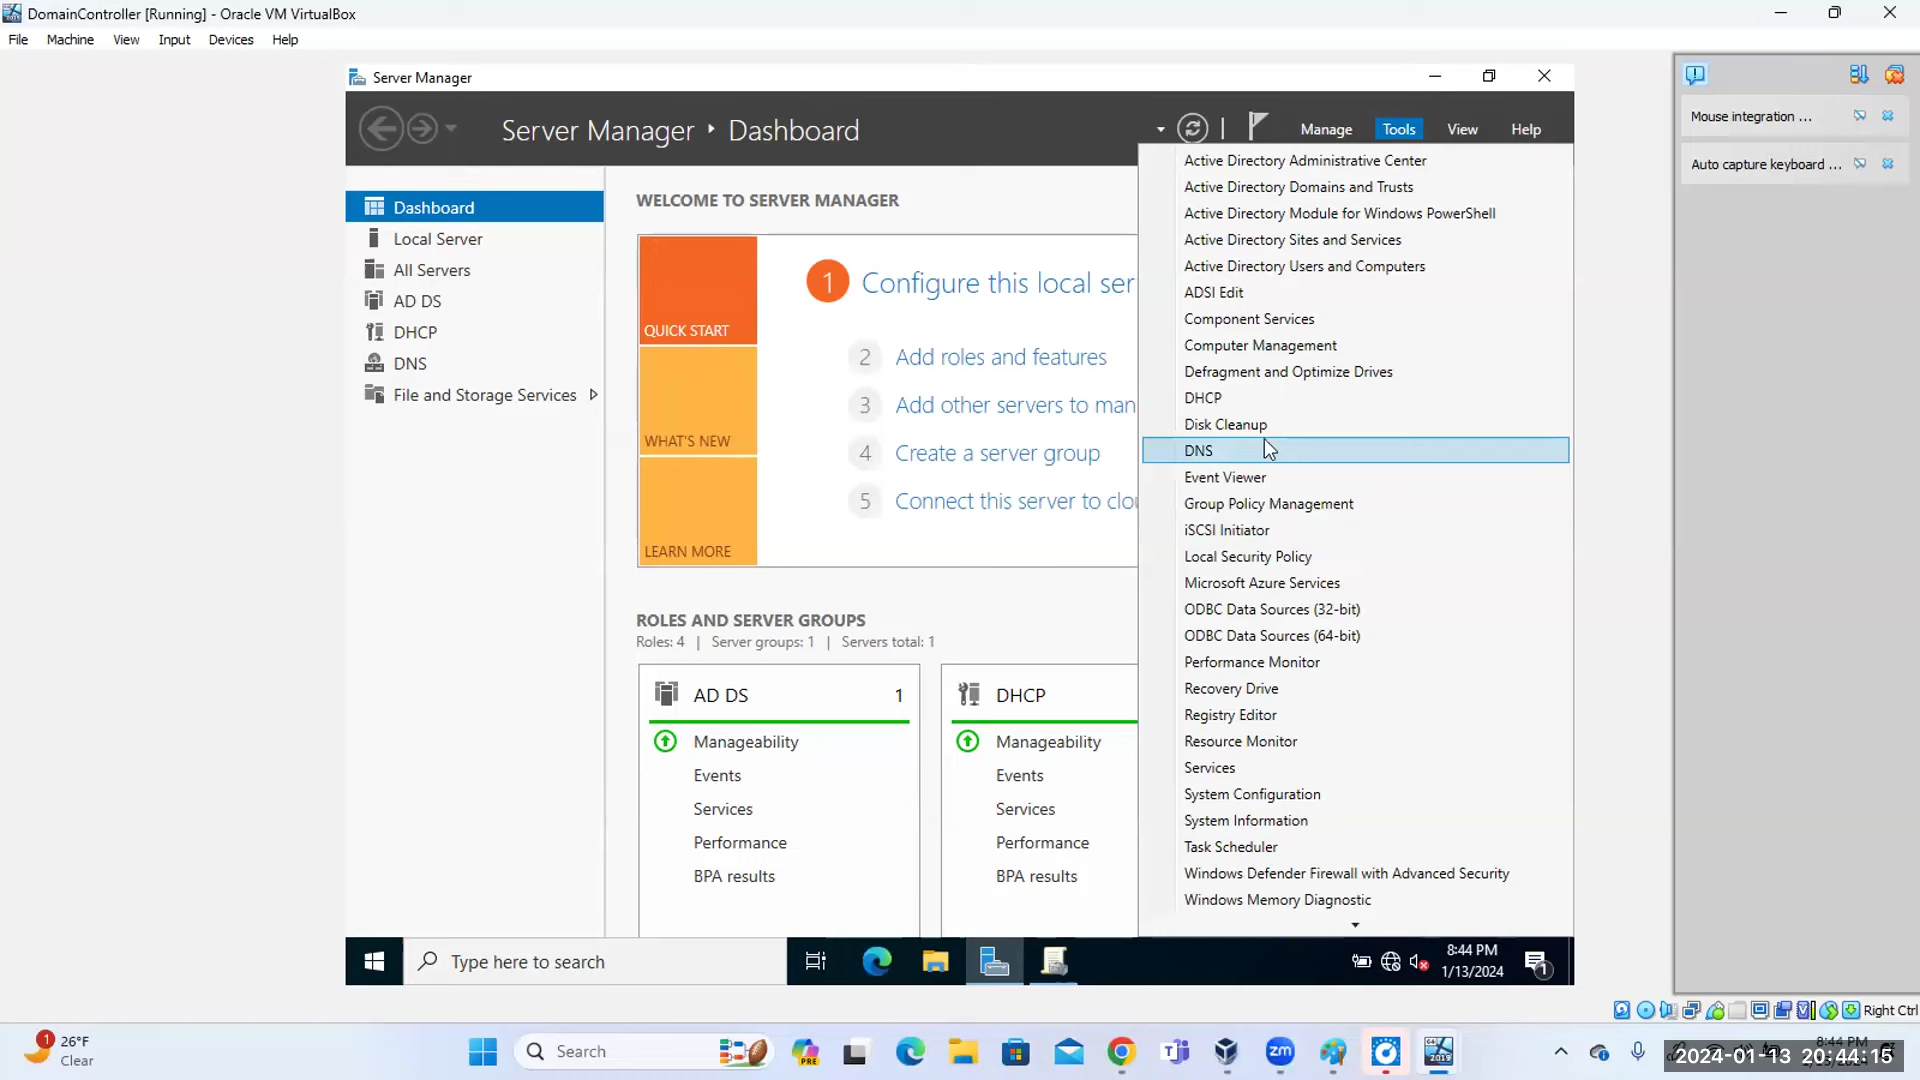 DomainController [Running] - Oracle VM VirtualBox
File Machine View Input Devices Help
Server Manager
Server Manager ‣ Dashboard
Manage Tools View Help
Dashboard
Local Server
All Servers
AD DS
DHCP
DNS
File and Storage Services
WELCOME TO SERVER MANAGER
QUICK START
WHAT'S NEW
LEARN MORE
1 Configure this local ser
2 Add roles and features
3 Add other servers to man
4 Create a server group
5 Connect this server to clo
ROLES AND SERVER GROUPS
Roles: 4 | Server groups: 1 | Servers total: 1
AD DS 1
Manageability
Events
Services
Performance
BPA results
DHCP
Manageability
Events
Services
Performance
BPA results
Active Directory Administrative Center
Active Directory Domains and Trusts
Active Directory Module for Windows PowerShell
Active Directory Sites and Services
Active Directory Users and Computers
ADSI Edit
Component Services
Computer Management
Defragment and Optimize Drives
DHCP
Disk Cleanup
DNS
Event Viewer
Group Policy Management
iSCSI Initiator
Local Security Policy
Microsoft Azure Services
ODBC Data Sources (32-bit)
ODBC Data Sources (64-bit)
Performance Monitor
Recovery Drive
Registry Editor
Resource Monitor
Services
System Configuration
System Information
Task Scheduler
Windows Defender Firewall with Advanced Security
Windows Memory Diagnostic
Mouse integration ...
Auto capture keyboard ...
Type here to search
8:44 PM
1/13/2024
1
Right Ctrl
1
26°F
Clear
Search
PRE
zm
2019
8:44 PM
2024-01-13 20:44:15